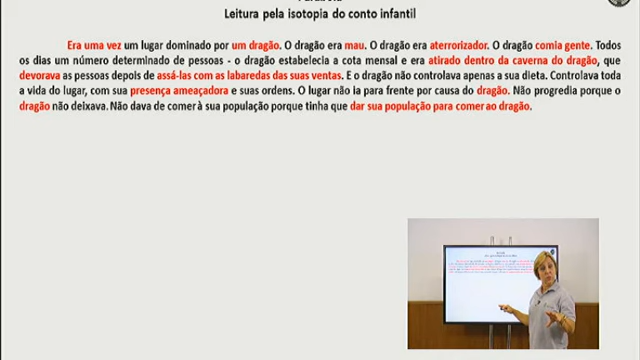 Leitura pela isotopia do conto infantil
Era uma vez um lugar dominado por um dragão. O dragão era mau. O dragão era aterrorizador. O dragão comia gente. Todos
os dias um número determinado de pessoas - o dragão estabelecia a cota mensal e era atirado dentro da caverna do dragão, que
devorava as pessoas depois de assá-las com as labaredas das suas ventas. E o dragão não controlava apenas a sua dieta. Controlava toda
a vida do lugar, com sua presença ameaçadora e suas ordens. O lugar não ia para frente por causa do dragão. Não progredia porque o
dragão não deixava. Não dava de comer à sua população porque tinha que dar sua população para comer ao dragão.